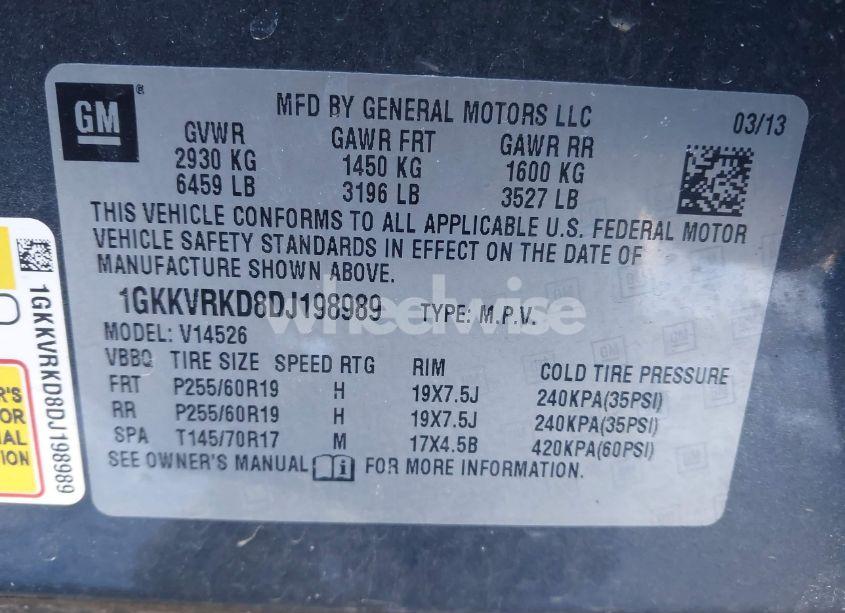 GM
MFD BY GENERAL MOTORS LLC
03/13
GVWR GAWR FRT GAWR RR
2930 KG 1450 KG 1600 KG
6459 LB 3196 LB 3527 LB
THIS VEHICLE CONFORMS TO ALL APPLICABLE U.S. FEDERAL MOTOR
VEHICLE SAFETY STANDARDS IN EFFECT ON THE DATE OF
MANUFACTURE SHOWN ABOVE.
1GKKVRKD8DJ198989 TYPE: M.P.V.
MODEL: V14526
VBBQ TIRE SIZE SPEED RTG RIM COLD TIRE PRESSURE
FRT P255/60R19 H 19X7.5J 240KPA(35PSI)
RR P255/60R19 H 19X7.5J 240KPA(35PSI)
SPA T145/70R17 M 17X4.5B 420KPA(60PSI)
SEE OWNER'S MANUAL FOR MORE INFORMATION.
1GKKVRKD8DJ198989
wheelwise